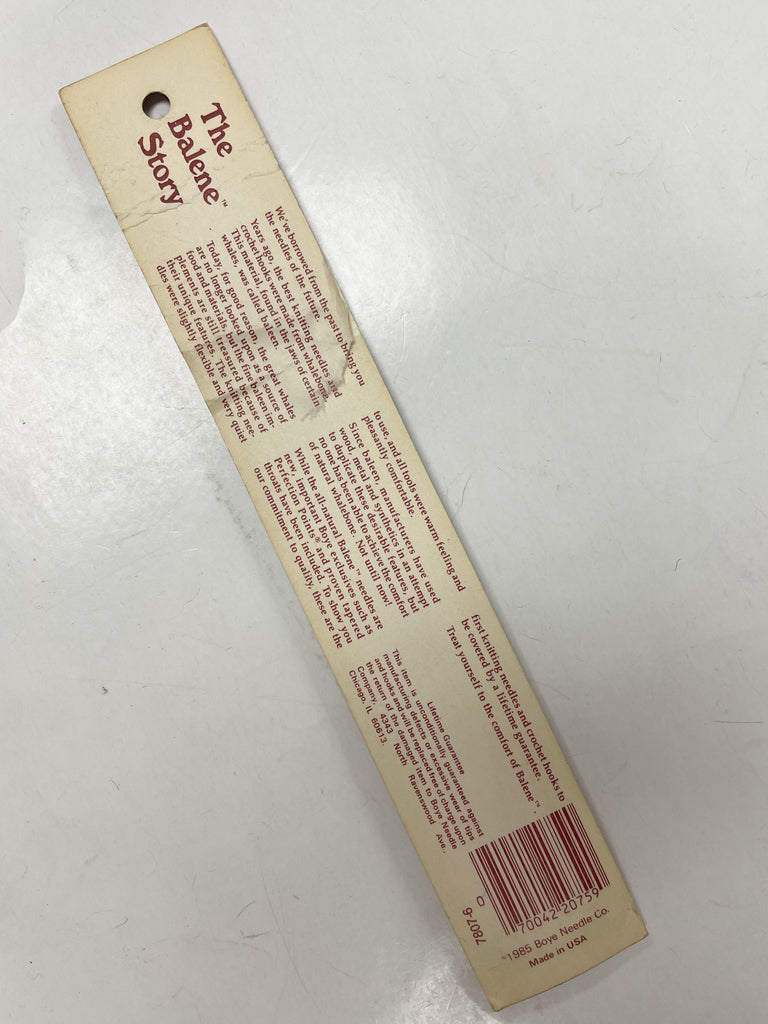 The
Balene™
Story
We've borrowed from the past to bring you
the needles of the future.
Years ago, the best knitting needles and
crochet hooks were made from whalebone.
This material, found in the jaws of certain
whales, was called baleen.
Today, for good reason, the great whales
are no longer looked upon as a source of
food and materials, but the fine baleen im-
plements are still treasured because of
their unique features. The knitting nee-
dles were slightly flexible and very quiet
to use, and all tools were warm feeling and
pleasantly comfortable.
Since baleen, manufacturers have used
wood, metal and synthetics in an attempt
to duplicate these desirable features, but
no one has been able to achieve the comfort
of natural whalebone. Not until now!
While the all-natural Balene™ needles are
new, important Boye exclusives such as
Perfection Points® and proven tapered
throats have been included. To show you
our commitment to quality, these are the
first knitting needles and crochet hooks to
be covered by a lifetime guarantee.
Treat yourself to the comfort of Balene™.
Lifetime Guarantee
This item is unconditionally guaranteed against
manufacturing defects or excessive wear of tips
and hooks and will be replaced free of charge upon
the return of the damaged item to Boye Needle
Company, 4343 North Ravenswood Ave.,
Chicago, IL 60613.
0
70042 20759
7807-6
©1985 Boye Needle Co.
Made in USA